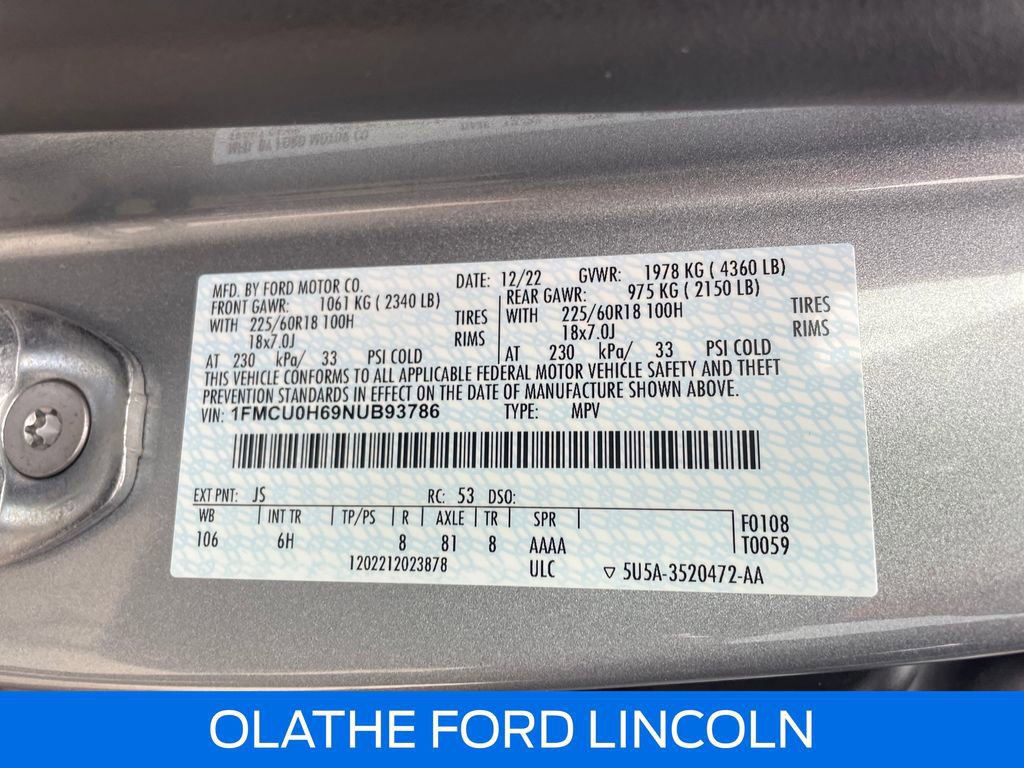 MFD. BY FORD MOTOR CO.
DATE: 12/22 GVWR: 1978 KG ( 4360 LB)
FRONT GAWR: 1061 KG ( 2340 LB)
REAR GAWR: 975 KG ( 2150 LB)
WITH 225/60R18 100H TIRES
WITH 225/60R18 100H TIRES
18x7.0J RIMS
18x7.0J RIMS
AT 230 kPa/ 33 PSI COLD
AT 230 kPa/ 33 PSI COLD
THIS VEHICLE CONFORMS TO ALL APPLICABLE FEDERAL MOTOR VEHICLE SAFETY AND THEFT
PREVENTION STANDARDS IN EFFECT ON THE DATE OF MANUFACTURE SHOWN ABOVE.
VIN: 1FMCU0H69NUB93786 TYPE: MPV
EXT PNT: JS RC: 53 DSO:
WB INT TR TP/PS R AXLE TR SPR F0108
106 6H 8 81 8 AAAA T0059
1202212023878 ULC ▽ 5U5A-3520472-AA
OLATHE FORD LINCOLN